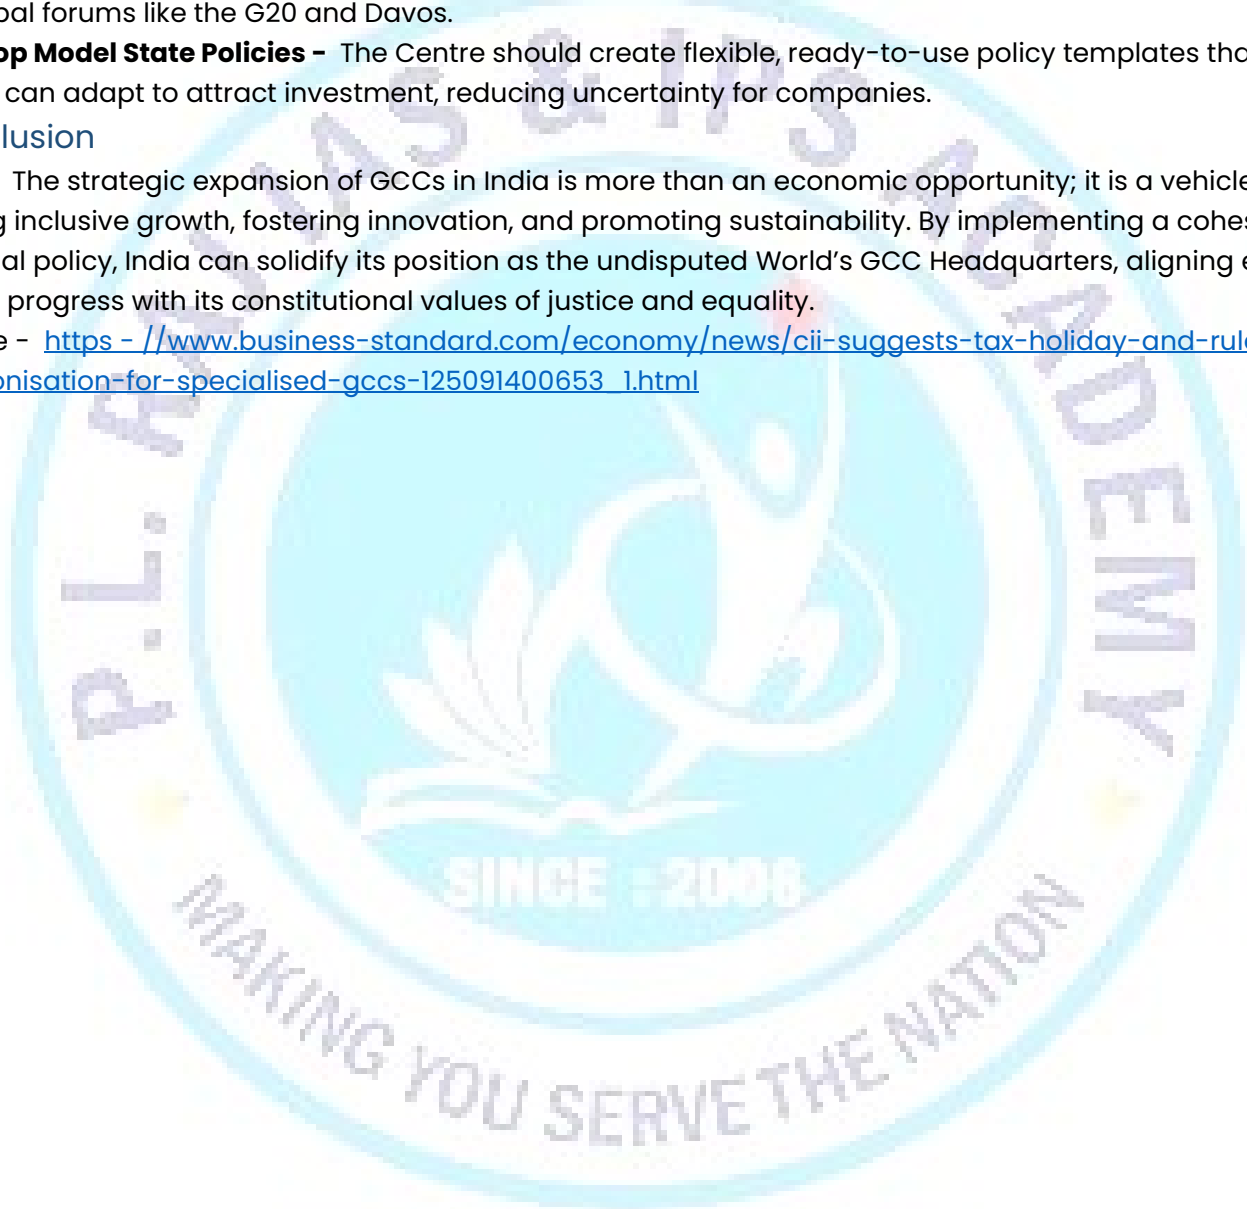 bal forums like the G20 and Davos.
op Model State Policies - The Centre should create flexible, ready-to-use policy templates tha
can adapt to attract investment, reducing uncertainty for companies.
lusion
The strategic expansion of GCCs in India is more than an economic opportunity; it is a vehicle
g inclusive growth, fostering innovation, and promoting sustainability. By implementing a cohes
al policy, India can solidify its position as the undisputed World's GCC Headquarters, aligning e
progress with its constitutional values of justice and equality.
e - https - //www.business-standard.com/economy/news/cii-suggests-tax-holiday-and-rul
onisation-for-specialised-gccs-125091400653_1.html
P.L. RAJ IAS & IPS ACADEMY
SINCE - 2006
MAKING YOU SERVE THE NATION